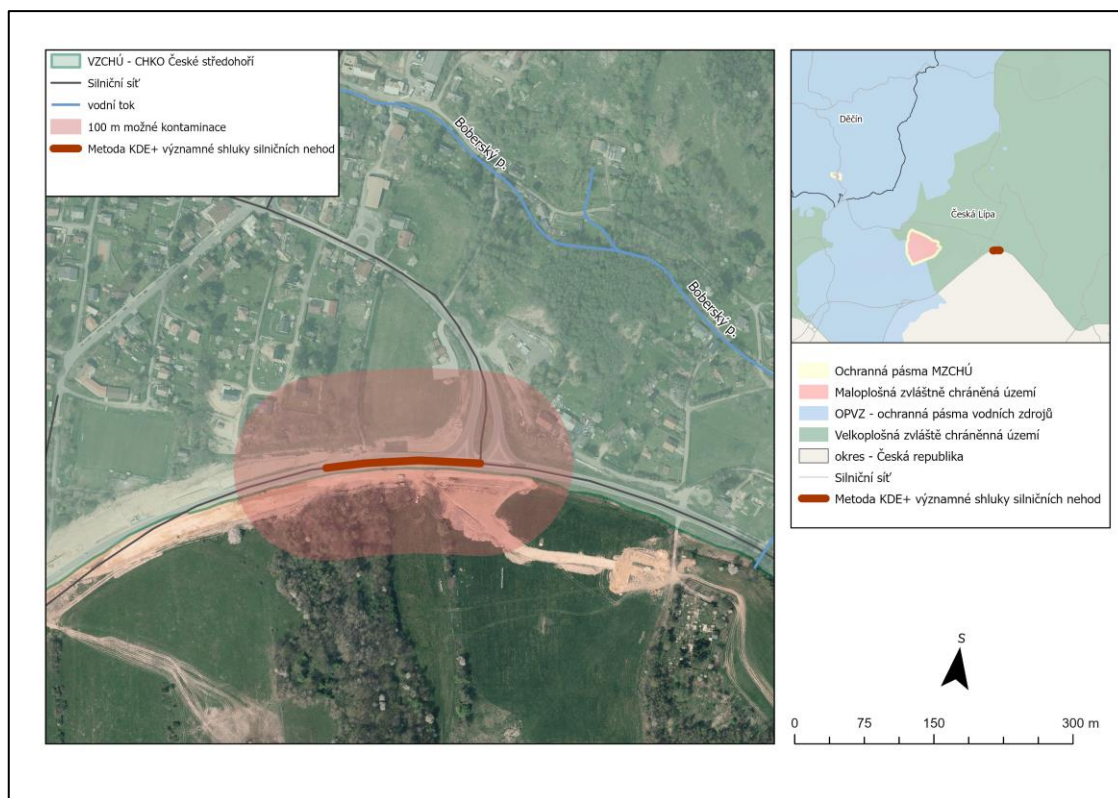 VZCHÚ - CHKO České středohoří
Silniční síť
vodní tok
100 m možné kontaminace
Metoda KDE+ významné shluky silničních nehod
Boberský p.
Boberský p.
Děčín
Česká Lípa
Ochranná pásma MZCHÚ
Maloplošná zvláštně chráněná území
OPVZ - ochranná pásma vodních zdrojů
Velkoplošná zvláště chráněnná území
okres - Česká republika
Silniční síť
Metoda KDE+ významné shluky silničních nehod
S
0 75 150 300 m